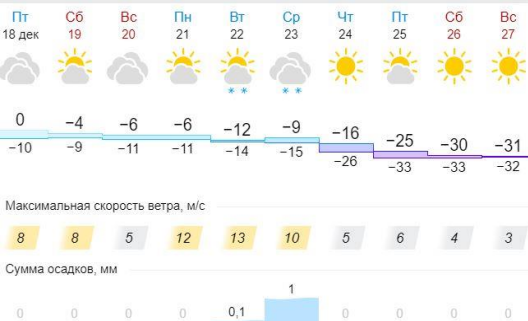 Пт Сб Вс Пн Вт Ср Чт Пт Сб Вс
18 дек 19 20 21 22 23 24 25 26 27
0 −4 −6 −6 −12 −9 −16 −25 −30 −31
−10 −9 −11 −11 −14 −15 −26 −33 −33 −32
Максимальная скорость ветра, м/с
8 8 5 12 13 10 5 6 4 3
Сумма осадков, мм
0 0 0 0 0,1 1 0 0 0 0